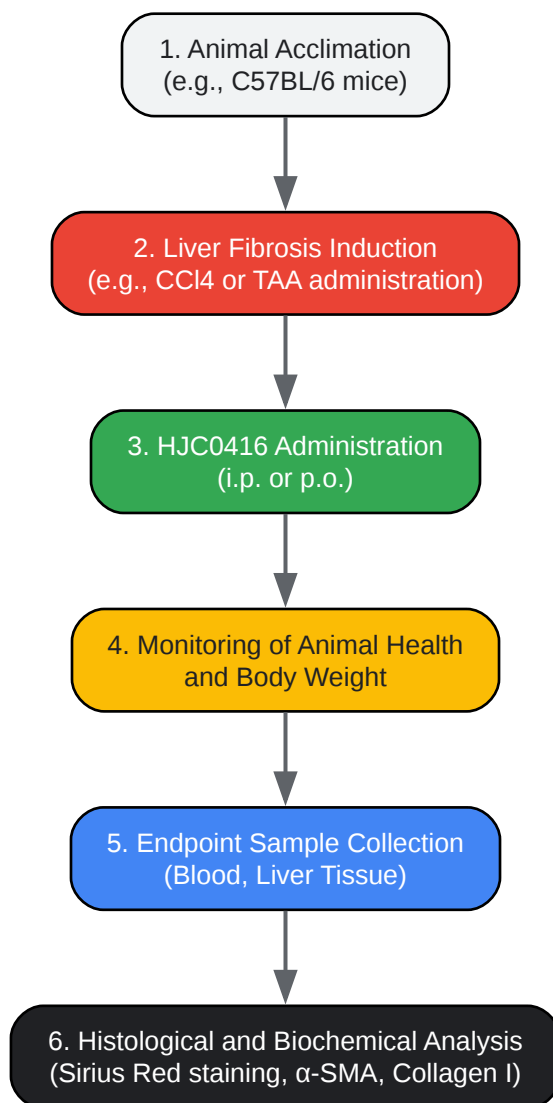 1. Animal Acclimation
(e.g., C57BL/6 mice)
2. Liver Fibrosis Induction
(e.g., CCl4 or TAA administration)
3. HJC0416 Administration
(i.p. or p.o.)
4. Monitoring of Animal Health
and Body Weight
5. Endpoint Sample Collection
(Blood, Liver Tissue)
6. Histological and Biochemical Analysis
(Sirius Red staining, α-SMA, Collagen I)